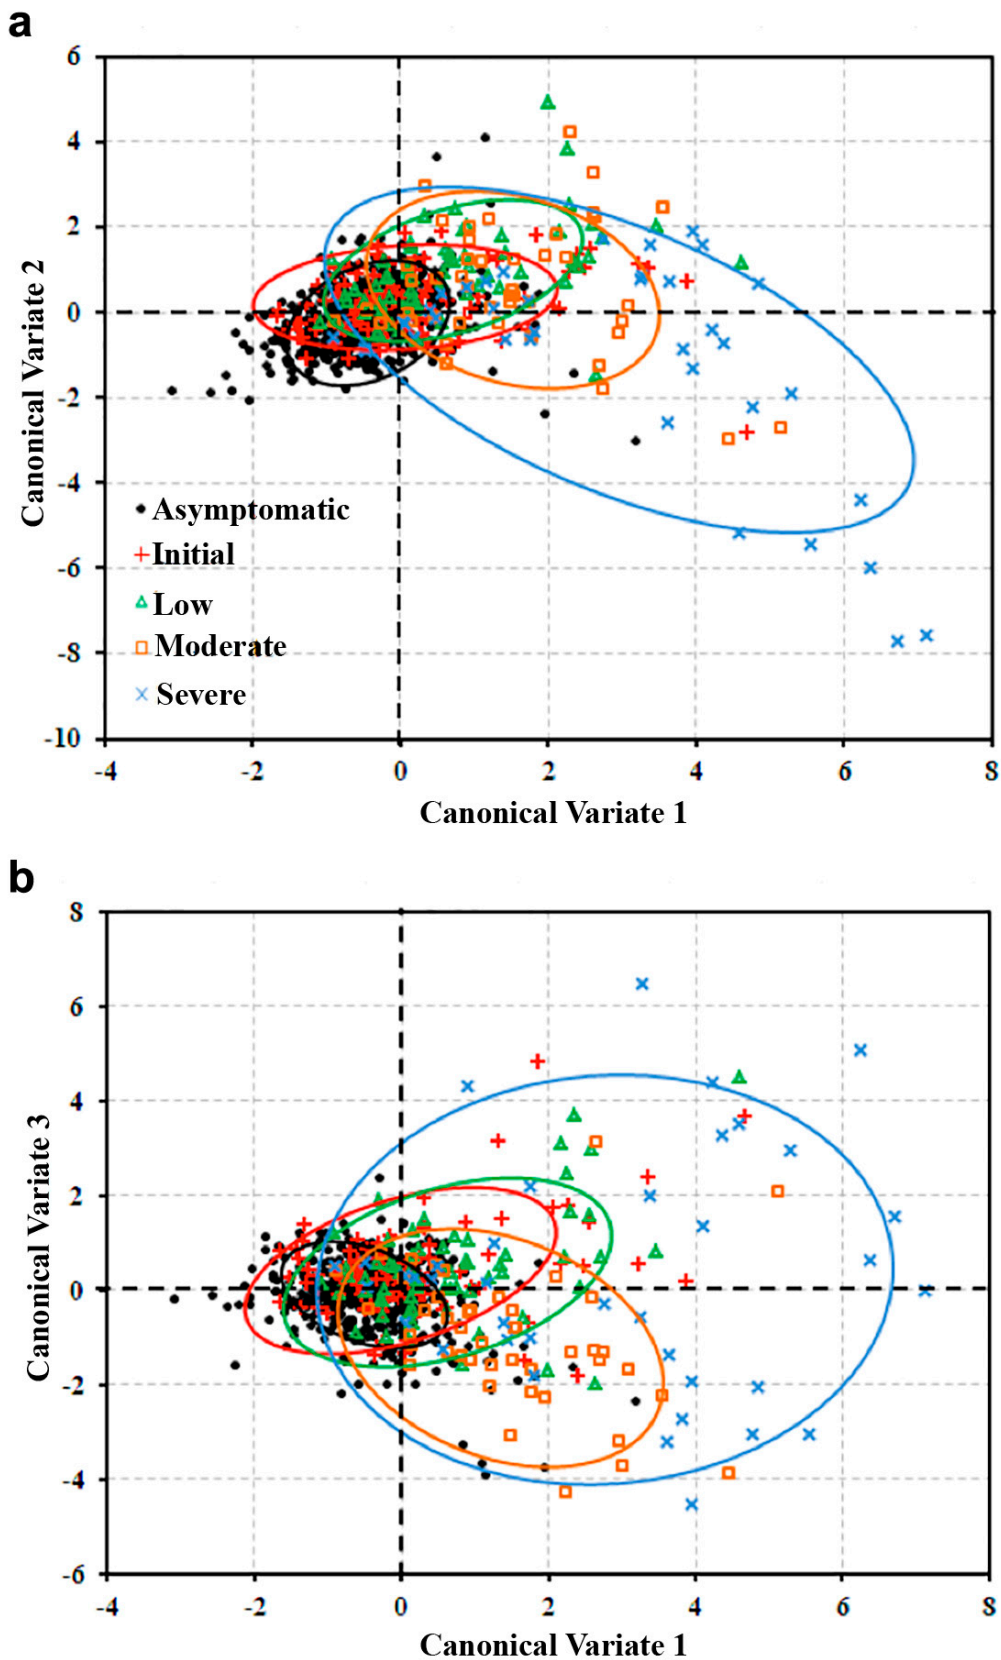 a
6
4
2
0
-2
-4
-6
-8
-10
Canonical Variate 2
Asymptomatic
Initial
Low
Moderate
Severe
-4 -2 0 2 4 6 8
Canonical Variate 1
b
8
6
4
2
0
-2
-4
-6
Canonical Variate 3
-4 -2 0 2 4 6 8
Canonical Variate 1